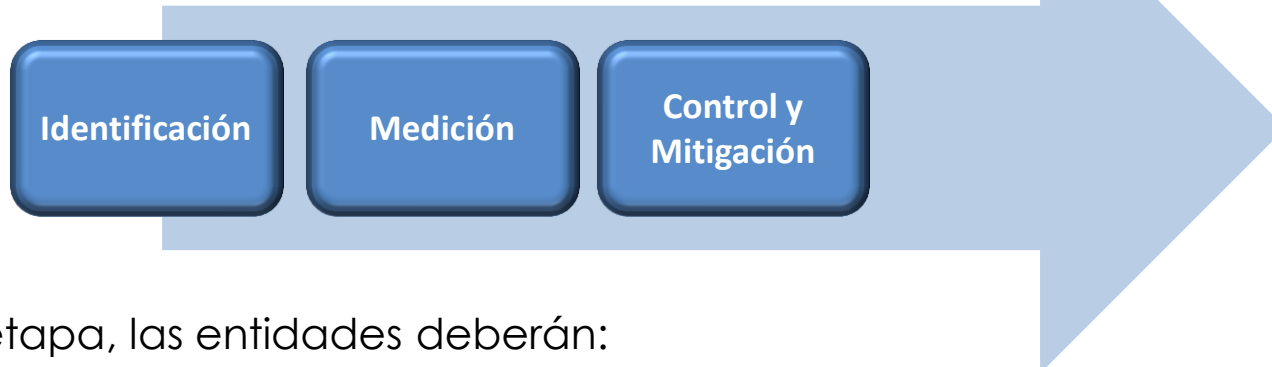 Identificación
Medición
Control y
Mitigación
etapa, las entidades deberán: